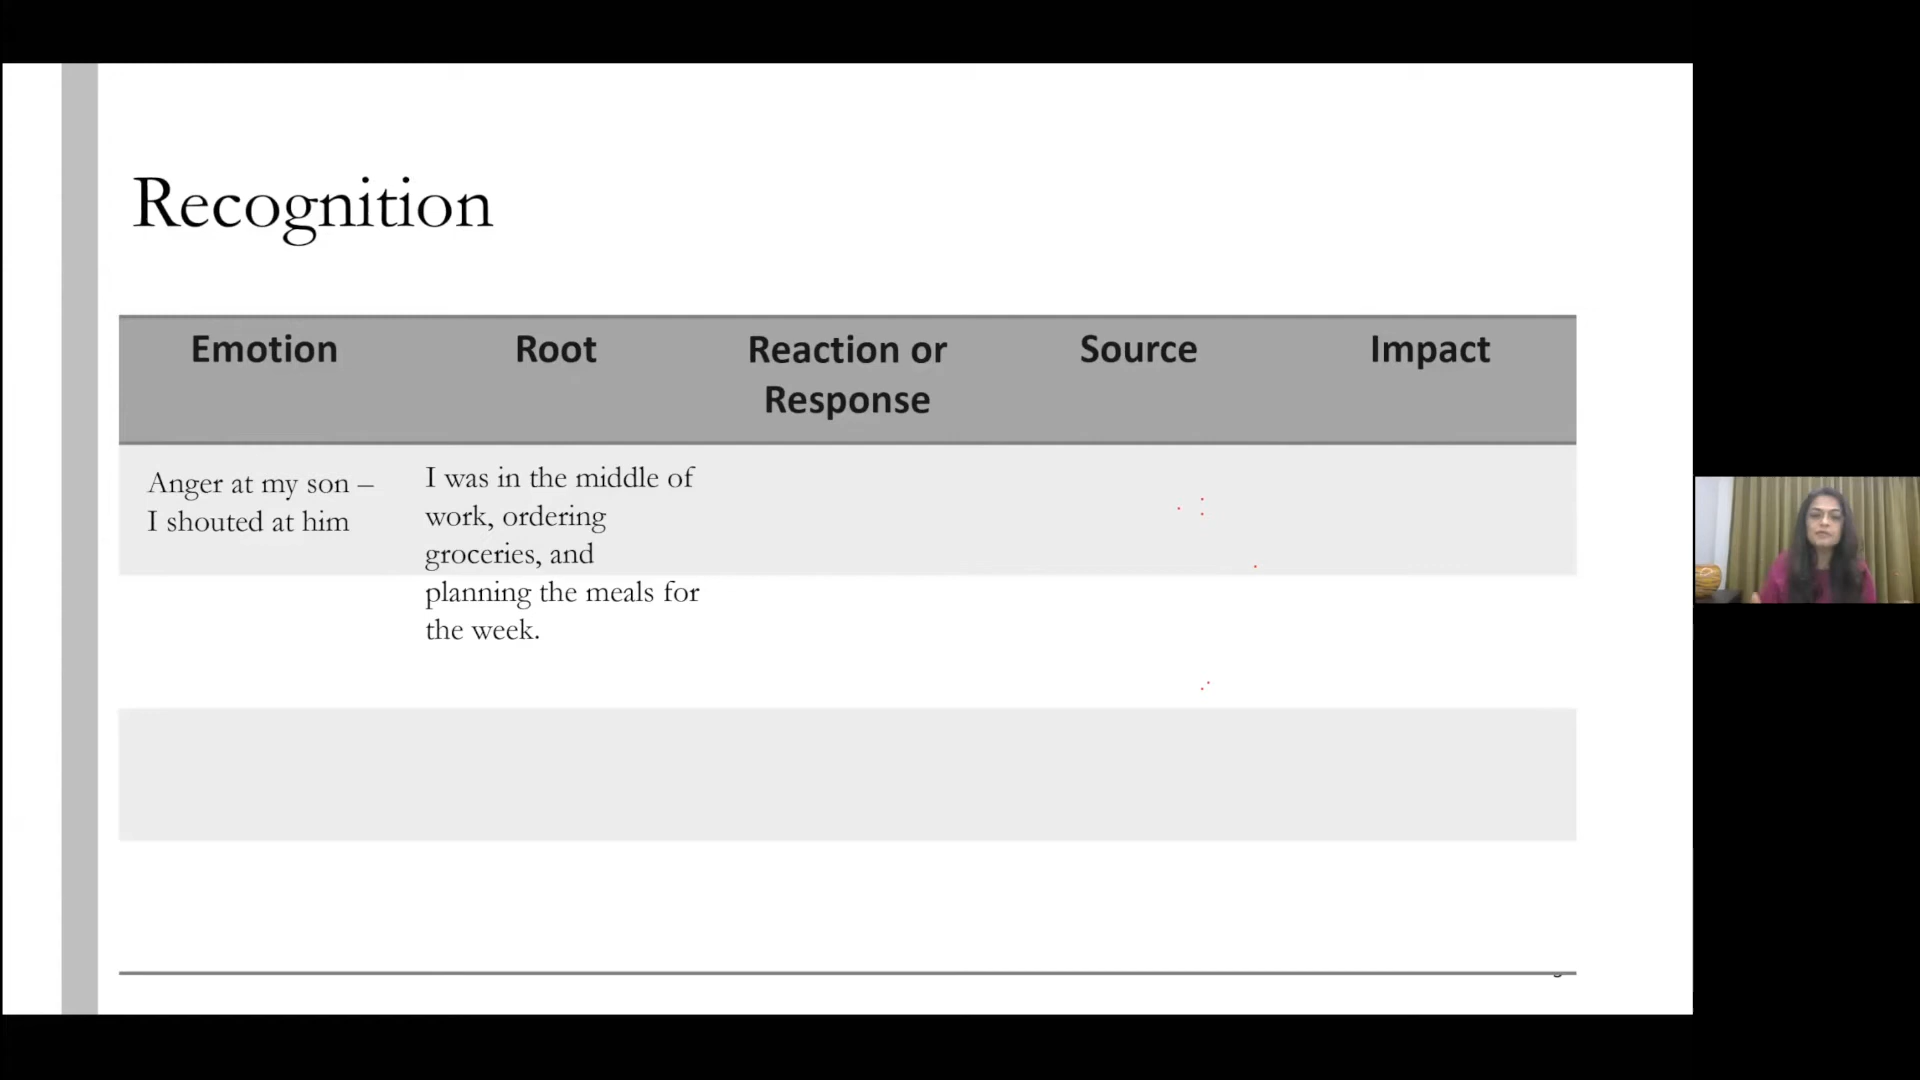 Recognition
Emotion
Root
Reaction or
Response
Source
Impact
Anger at my son –
I shouted at him
I was in the middle of
work, ordering
groceries, and
planning the meals for
the week.